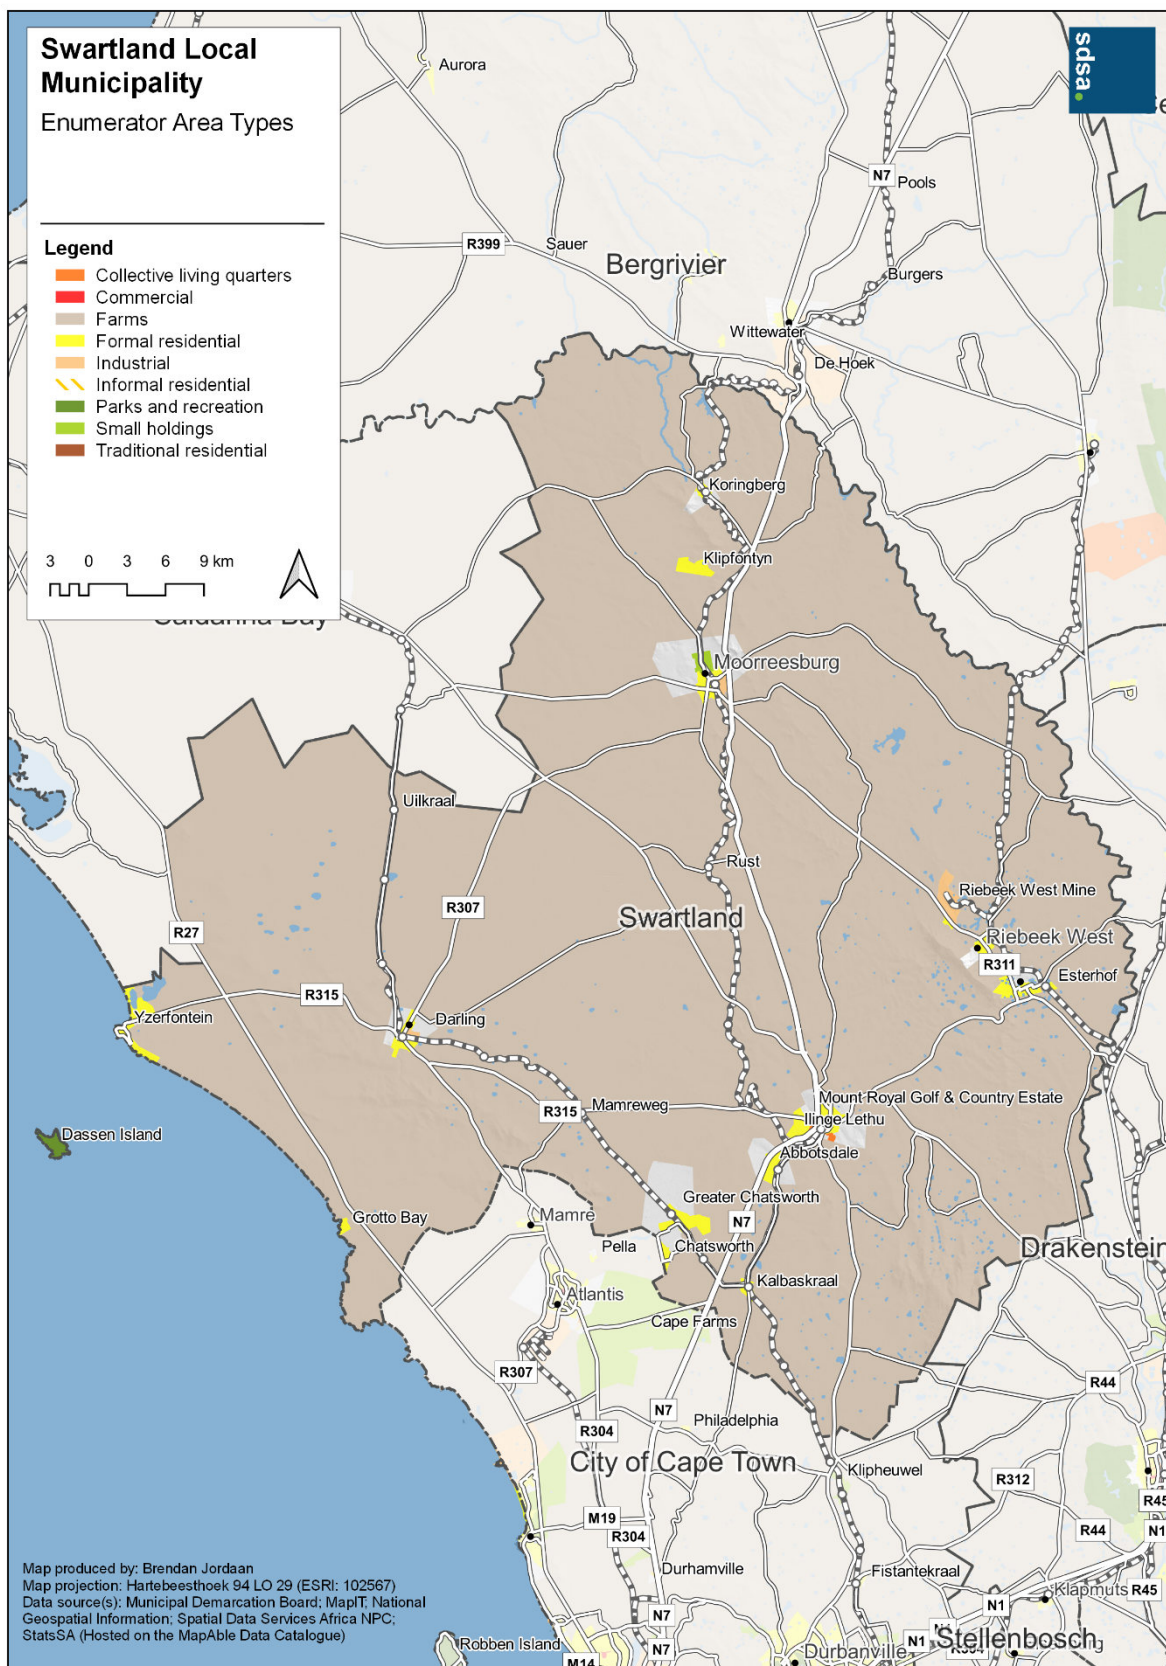 Swartland Local
Municipality
Enumerator Area Types
Legend
Collective living quarters
Commercial
Farms
Formal residential
Industrial
Informal residential
Parks and recreation
Small holdings
Traditional residential
3 0 3 6 9 km
sdsa.
Aurora
N7
Pools
R399
Sauer
Bergrivier
Burgers
Wittewater
De Hoek
Koringberg
Klipfontyn
Saldanha Bay
Moorreesburg
Uilkraal
Rust
Riebeek West Mine
R307
Swartland
R27
Riebeek West
R311
Esterhof
R315
Yzerfontein
Darling
Mount Royal Golf & Country Estate
R315
Mamreweg
Ilinge Lethu
Dassen Island
Abbotsdale
Greater Chatsworth
Grotto Bay
Mamre
N7
Pella
Chatsworth
Drakenstein
Kalbaskraal
Atlantis
Cape Farms
R307
R44
N7
Philadelphia
R304
City of Cape Town
Klipheuwel
R312
R45
M19
R304
R44
N1
Durhamville
Fistantekraal
Klapmuts
R45
N1
N7
Robben Island
N7
N1
Stellenbosch
Durbanville
M14
Map produced by: Brendan Jordaan
Map projection: Hartebeesthoek 94 LO 29 (ESRI: 102567)
Data source(s): Municipal Demarcation Board; MapIT; National
Geospatial Information; Spatial Data Services Africa NPC;
StatsSA (Hosted on the MapAble Data Catalogue)